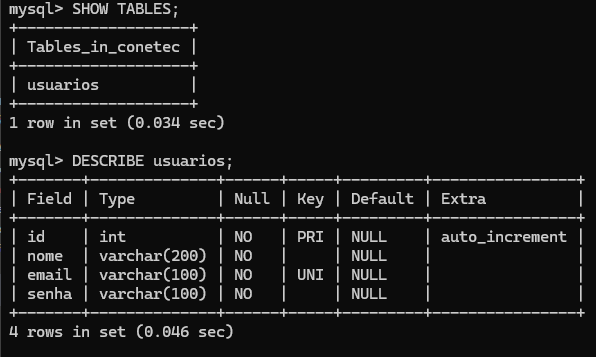 mysql> SHOW TABLES;
+-------------------+
| Tables_in_conetec |
+-------------------+
| usuarios          |
+-------------------+
1 row in set (0.034 sec)

mysql> DESCRIBE usuarios;
+-------+--------------+------+-----+---------+----------------+
| Field | Type         | Null | Key | Default | Extra          |
+-------+--------------+------+-----+---------+----------------+
| id    | int          | NO   | PRI | NULL    | auto_increment |
| nome  | varchar(200) | NO   |     | NULL    |                |
| email | varchar(100) | NO   | UNI | NULL    |                |
| senha | varchar(100) | NO   |     | NULL    |                |
+-------+--------------+------+-----+---------+----------------+
4 rows in set (0.046 sec)